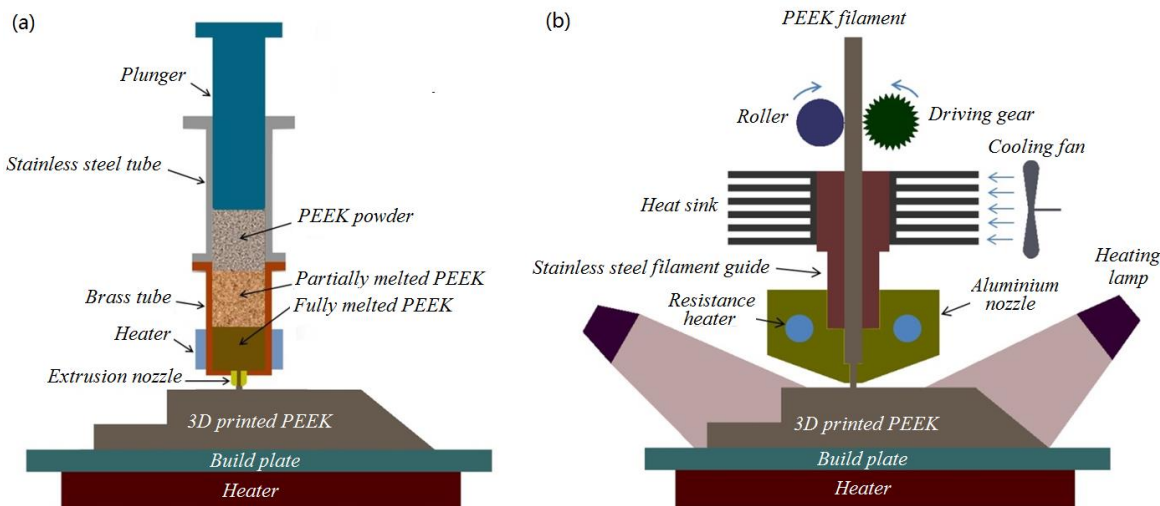 (a)
Plunger
Stainless steel tube
PEEK powder
Partially melted PEEK
Brass tube
Fully melted PEEK
Heater
Extrusion nozzle
3D printed PEEK
Build plate
Heater
(b)
PEEK filament
Roller
Driving gear
Cooling fan
Heat sink
Stainless steel filament guide
Heating
lamp
Resistance
heater
Aluminium
nozzle
3D printed PEEK
Build plate
Heater